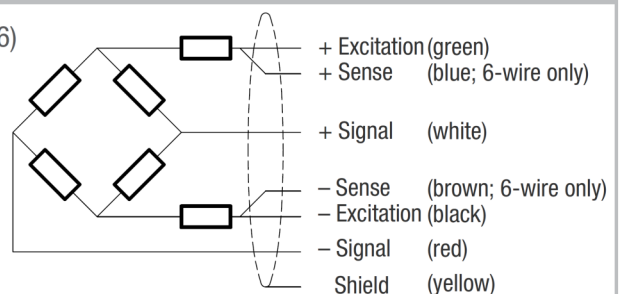 6)
+ Excitation (green)
+ Sense (blue; 6-wire only)
+ Signal (white)
– Sense (brown; 6-wire only)
– Excitation (black)
– Signal (red)
Shield (yellow)